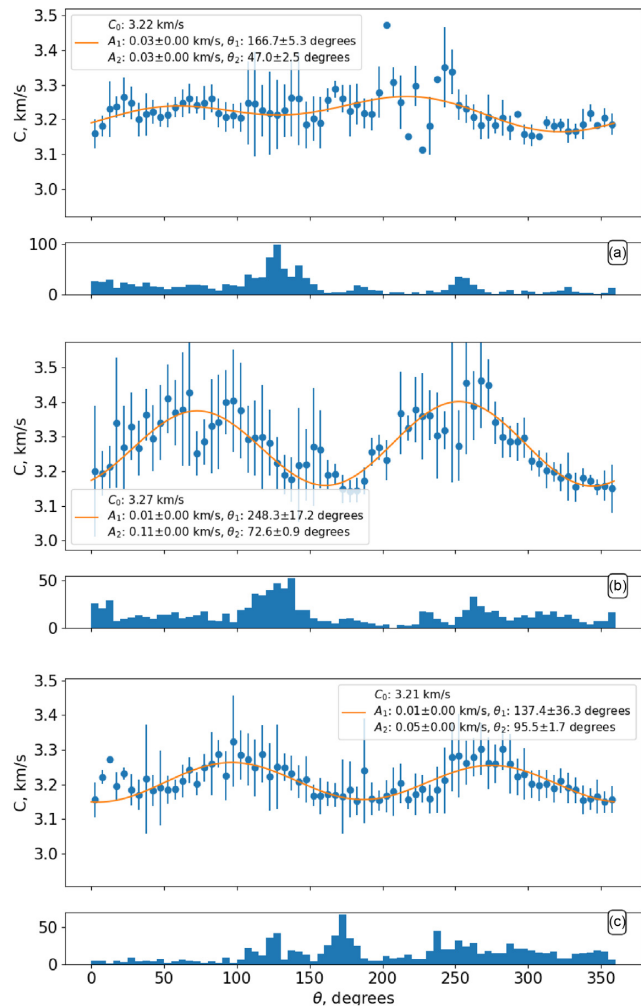 3.5
3.4
3.3
3.2
3.1
3.0
C, km/s
C₀: 3.22 km/s
A₁: 0.03±0.00 km/s, θ₁: 166.7±5.3 degrees
A₂: 0.03±0.00 km/s, θ₂: 47.0±2.5 degrees
100
0
(a)
3.5
3.4
3.3
3.2
3.1
3.0
C, km/s
C₀: 3.27 km/s
A₁: 0.01±0.00 km/s, θ₁: 248.3±17.2 degrees
A₂: 0.11±0.00 km/s, θ₂: 72.6±0.9 degrees
50
0
(b)
3.5
3.4
3.3
3.2
3.1
3.0
C, km/s
C₀: 3.21 km/s
A₁: 0.01±0.00 km/s, θ₁: 137.4±36.3 degrees
A₂: 0.05±0.00 km/s, θ₂: 95.5±1.7 degrees
50
0
(c)
0 50 100 150 200 250 300 350
θ, degrees